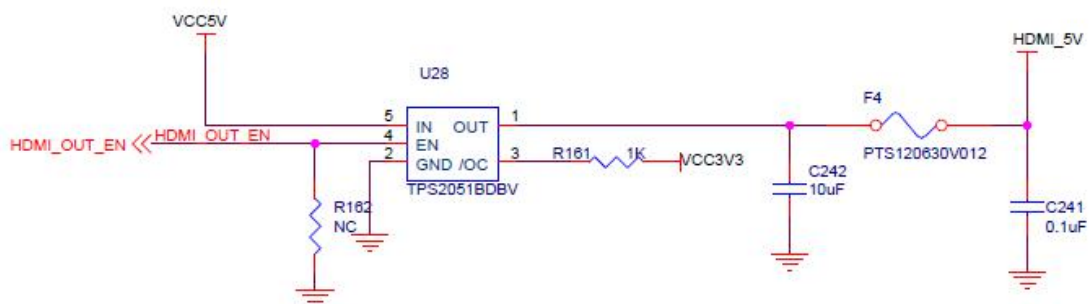 VCC5V
HDMI_5V
U28
F4
5 IN OUT 1
HDMI_OUT_EN HDMI_OUT_EN 4 EN
2 GND /OC 3 R161 1K VCC3V3
TPS2051BDBV
PTS120630V012
C242
10uF
R162
NC
C241
0.1uF